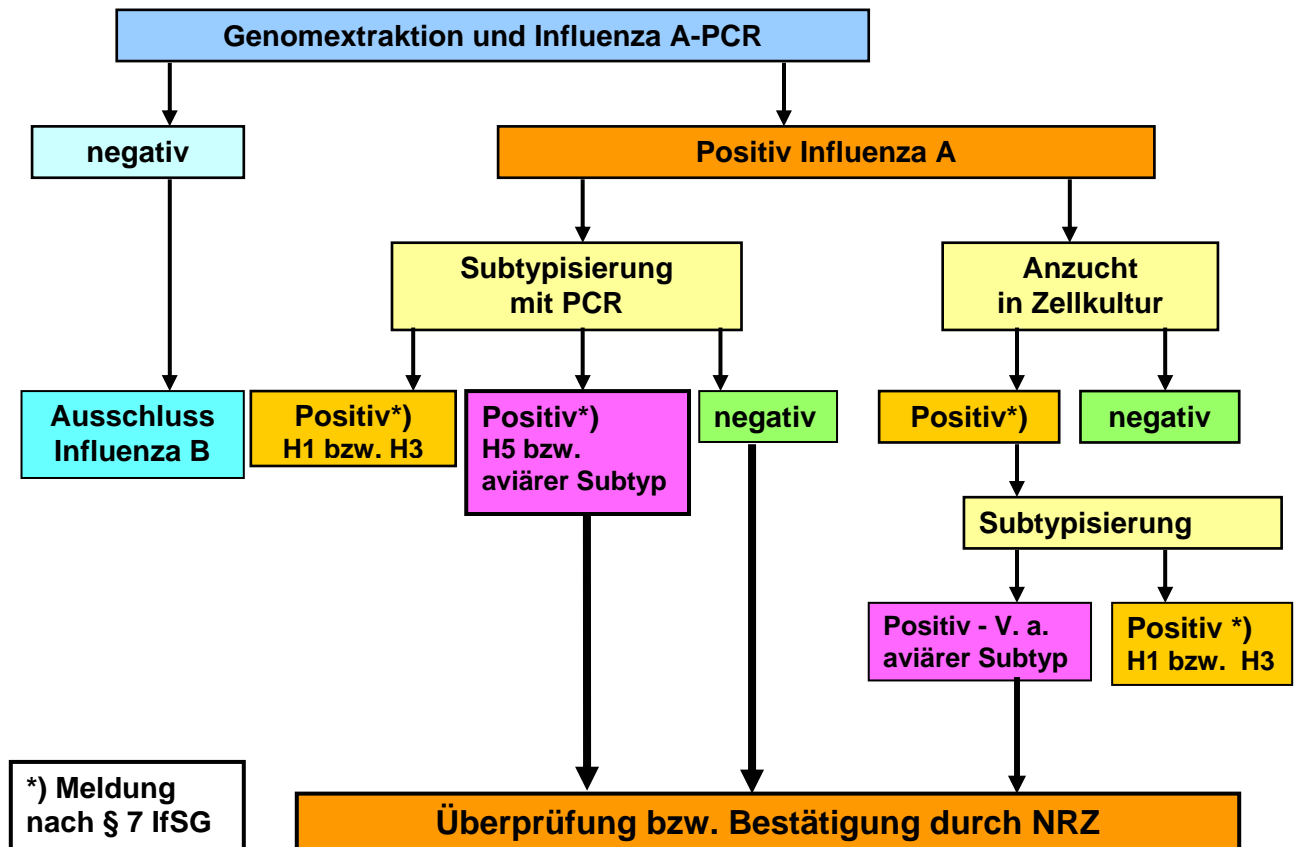 Genomextraktion und Influenza A-PCR
negativ
Positiv Influenza A
Subtypisierung
mit PCR
Anzucht
in Zellkultur
Ausschluss
Influenza B
Positiv*)
H1 bzw. H3
Positiv*)
H5 bzw.
aviärer Subtyp
negativ
Positiv*)
negativ
Subtypisierung
Positiv - V. a.
aviärer Subtyp
Positiv *)
H1 bzw. H3
*) Meldung
nach § 7 IfSG
Überprüfung bzw. Bestätigung durch NRZ